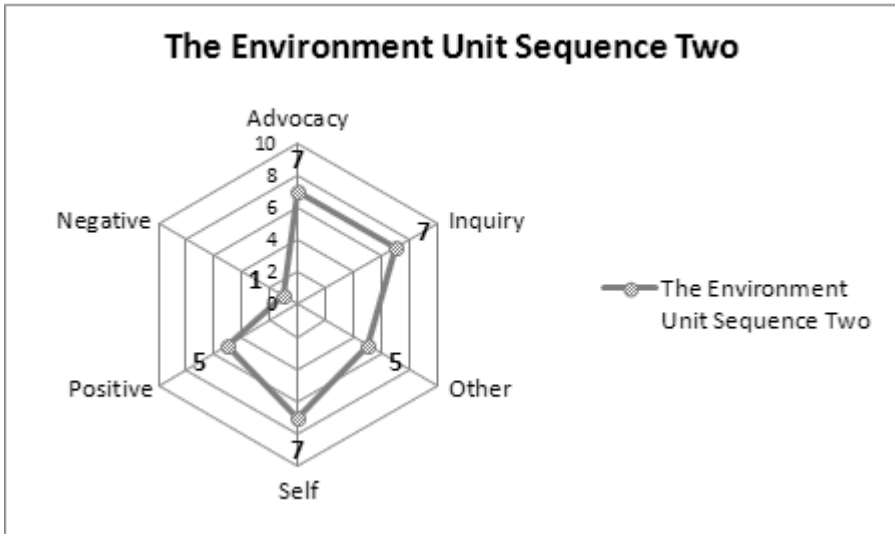 The Environment Unit Sequence Two
Advocacy
10
7
8
6
4
2
0
Negative
Inquiry
7
1
The Environment
Unit Sequence Two
Positive
5
5
Other
7
Self